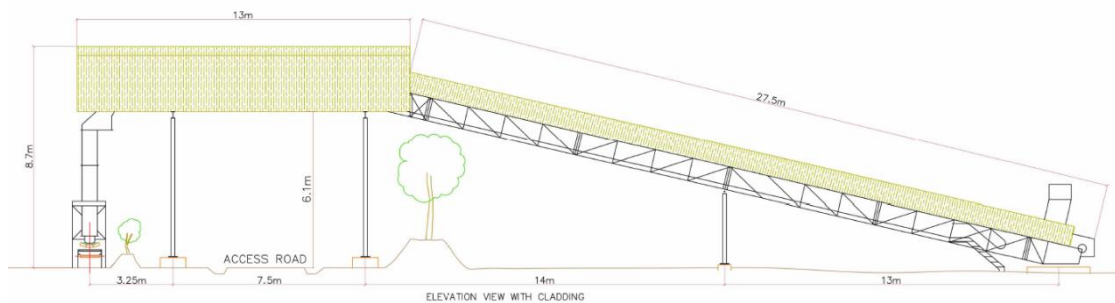 13m
27.5m
8.7m
6.1m
ACCESS ROAD
3.25m
7.5m
14m
13m
ELEVATION VIEW WITH CLADDING